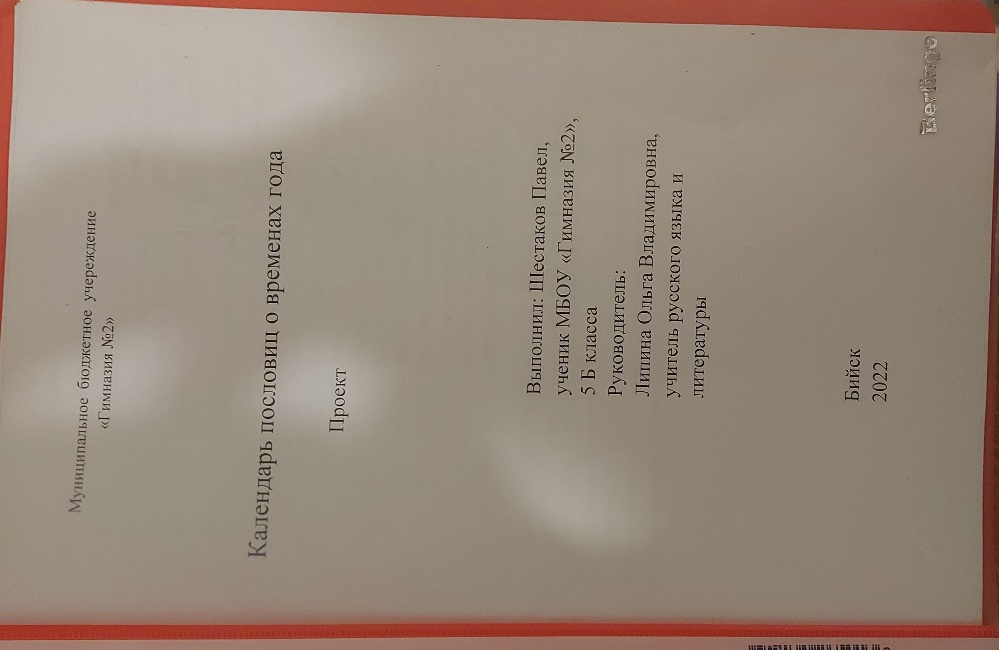 Муниципальное бюджетное учереждение
«Гимназия №2»
Календарь пословиц о временах года
Проект
Выполнил: Шестаков Павел,
ученик МБОУ «Гимназия №2»,
5 Б класса
Руководитель:
Липина Ольга Владимировна,
учитель русского языка и
литературы
Бийск
2022
Berlingo